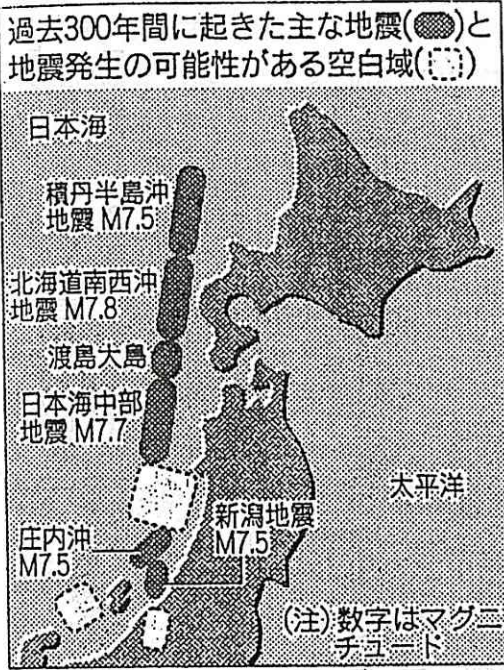 過去300年間に起きた主な地震()と
地震発生の可能性がある空白域()
日本海
積丹半島沖
地震 M7.5
北海道南西沖
地震 M7.8
渡島大島
日本海中部
地震 M7.7
太平洋
新潟地震
M7.5
庄内沖
M7.5
(注)数字はマグニ
チュード